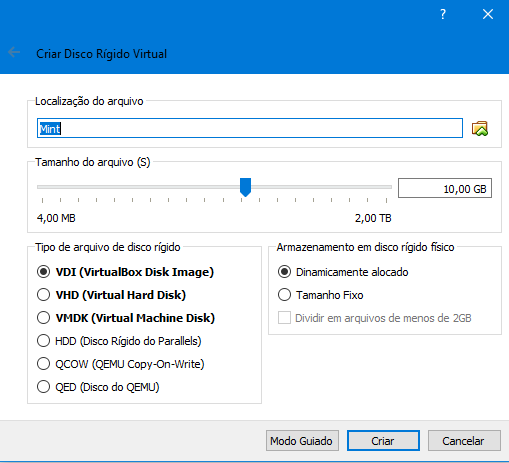 ?
Criar Disco Rígido Virtual
Localização do arquivo
Mint
Tamanho do arquivo (S)
10,00 GB
4,00 MB 2,00 TB
Tipo de arquivo de disco rígido
VDI (VirtualBox Disk Image)
VHD (Virtual Hard Disk)
VMDK (Virtual Machine Disk)
HDD (Disco Rígido do Parallels)
QCOW (QEMU Copy-On-Write)
QED (Disco do QEMU)
Armazenamento em disco rígido físico
Dinamicamente alocado
Tamanho Fixo
Dividir em arquivos de menos de 2GB
Modo Guiado Criar Cancelar